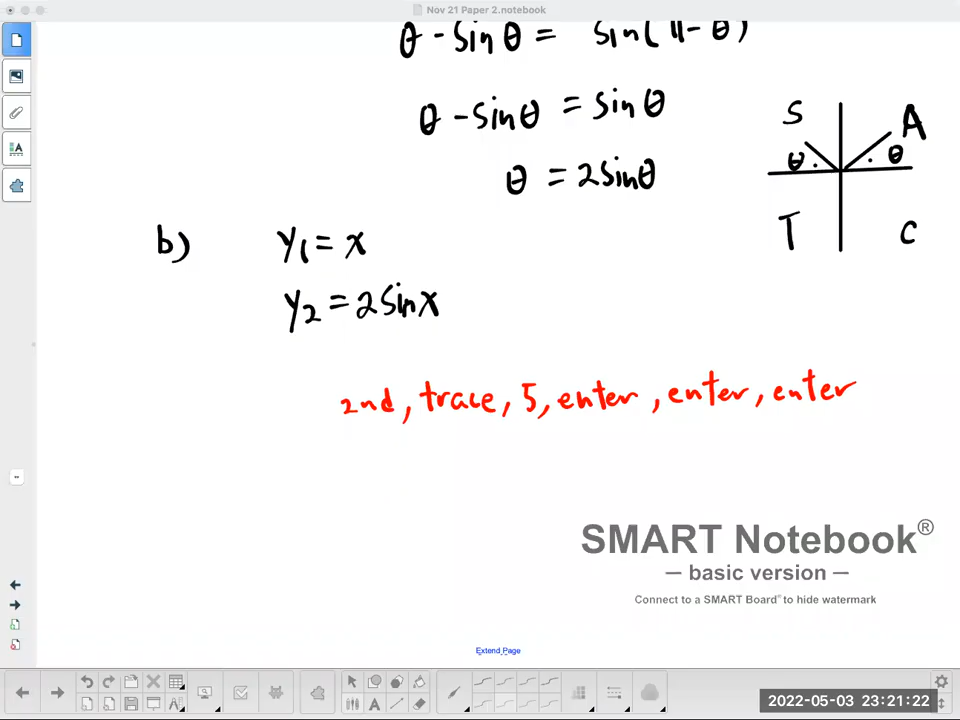 Nov 21 Paper 2.notebook
θ - sinθ = sin(π - θ)
θ - sinθ = sinθ
θ = 2sinθ
S
A
θ
θ
T
C
b) y₁ = x
y₂ = 2sinx
2nd, trace, 5, enter, enter, enter
SMART Notebook®
— basic version —
Connect to a SMART Board® to hide watermark
Extend Page
2022-05-03 23:21:22